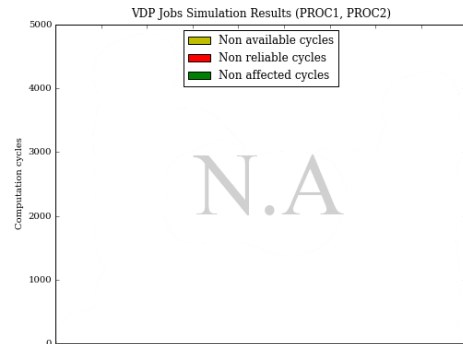 VDP Jobs Simulation Results (PROC1, PROC2)
5000
Non available cycles
Non reliable cycles
Non affected cycles
4000
3000
N.A
Computation cycles
2000
1000
0